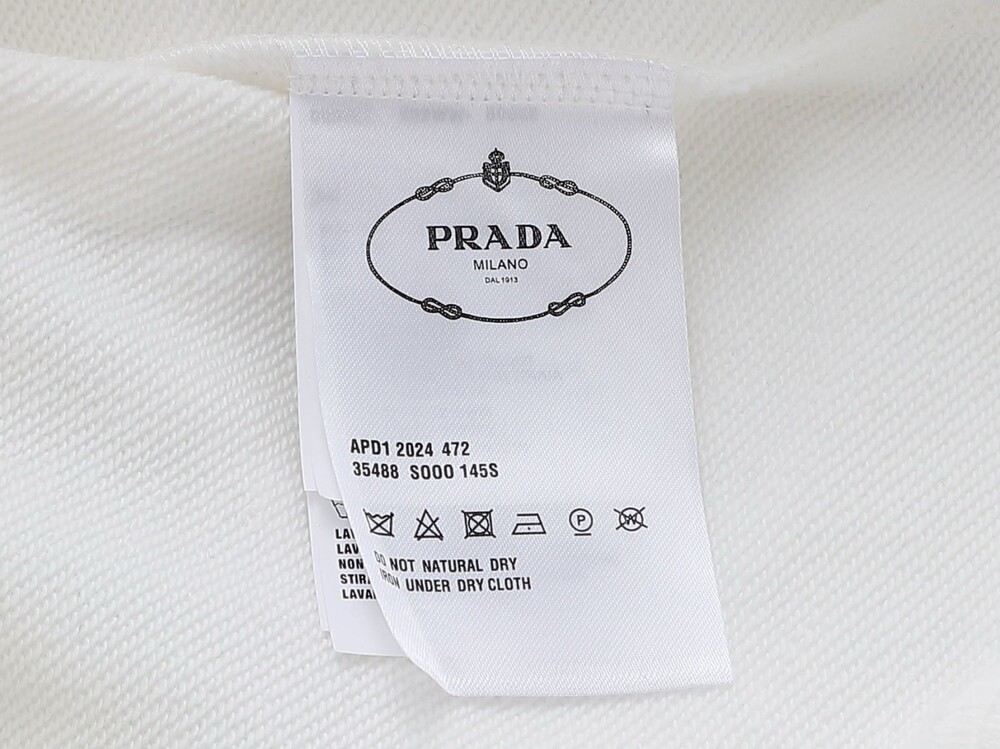 PRADA
MILANO
DAL 1913
APD1 2024 472
35488 S000 145S
P
W
DO NOT NATURAL DRY
IRON UNDER DRY CLOTH
LAV
NON
STIR
LAVA